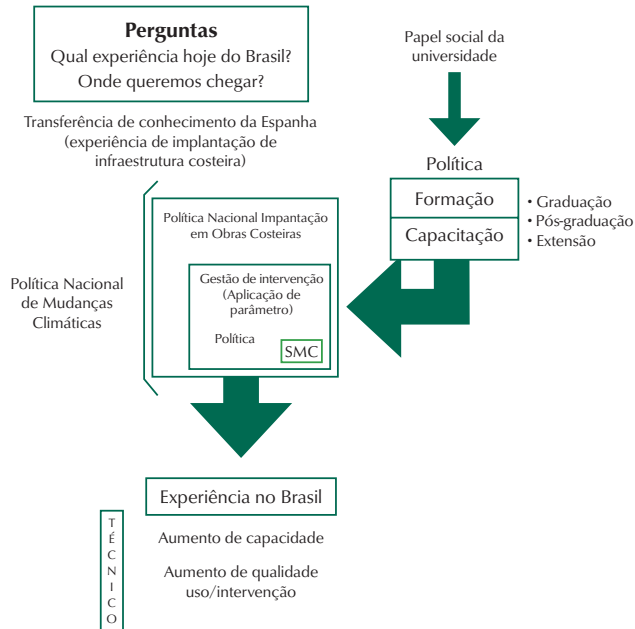 Perguntas
Qual experiência hoje do Brasil?
Onde queremos chegar?
Transferência de conhecimento da Espanha
(experiência de implantação de
infraestrutura costeira)
Papel social da
universidade
Política
Formação
Capacitação
• Graduação
• Pós-graduação
• Extensão
Política Nacional
de Mudanças
Climáticas
Política Nacional Impantação
em Obras Costeiras
Gestão de intervenção
(Aplicação de
parâmetro)
Política
SMC
Experiência no Brasil
Aumento de capacidade
Aumento de qualidade
uso/intervenção
T
É
C
N
I
C
O